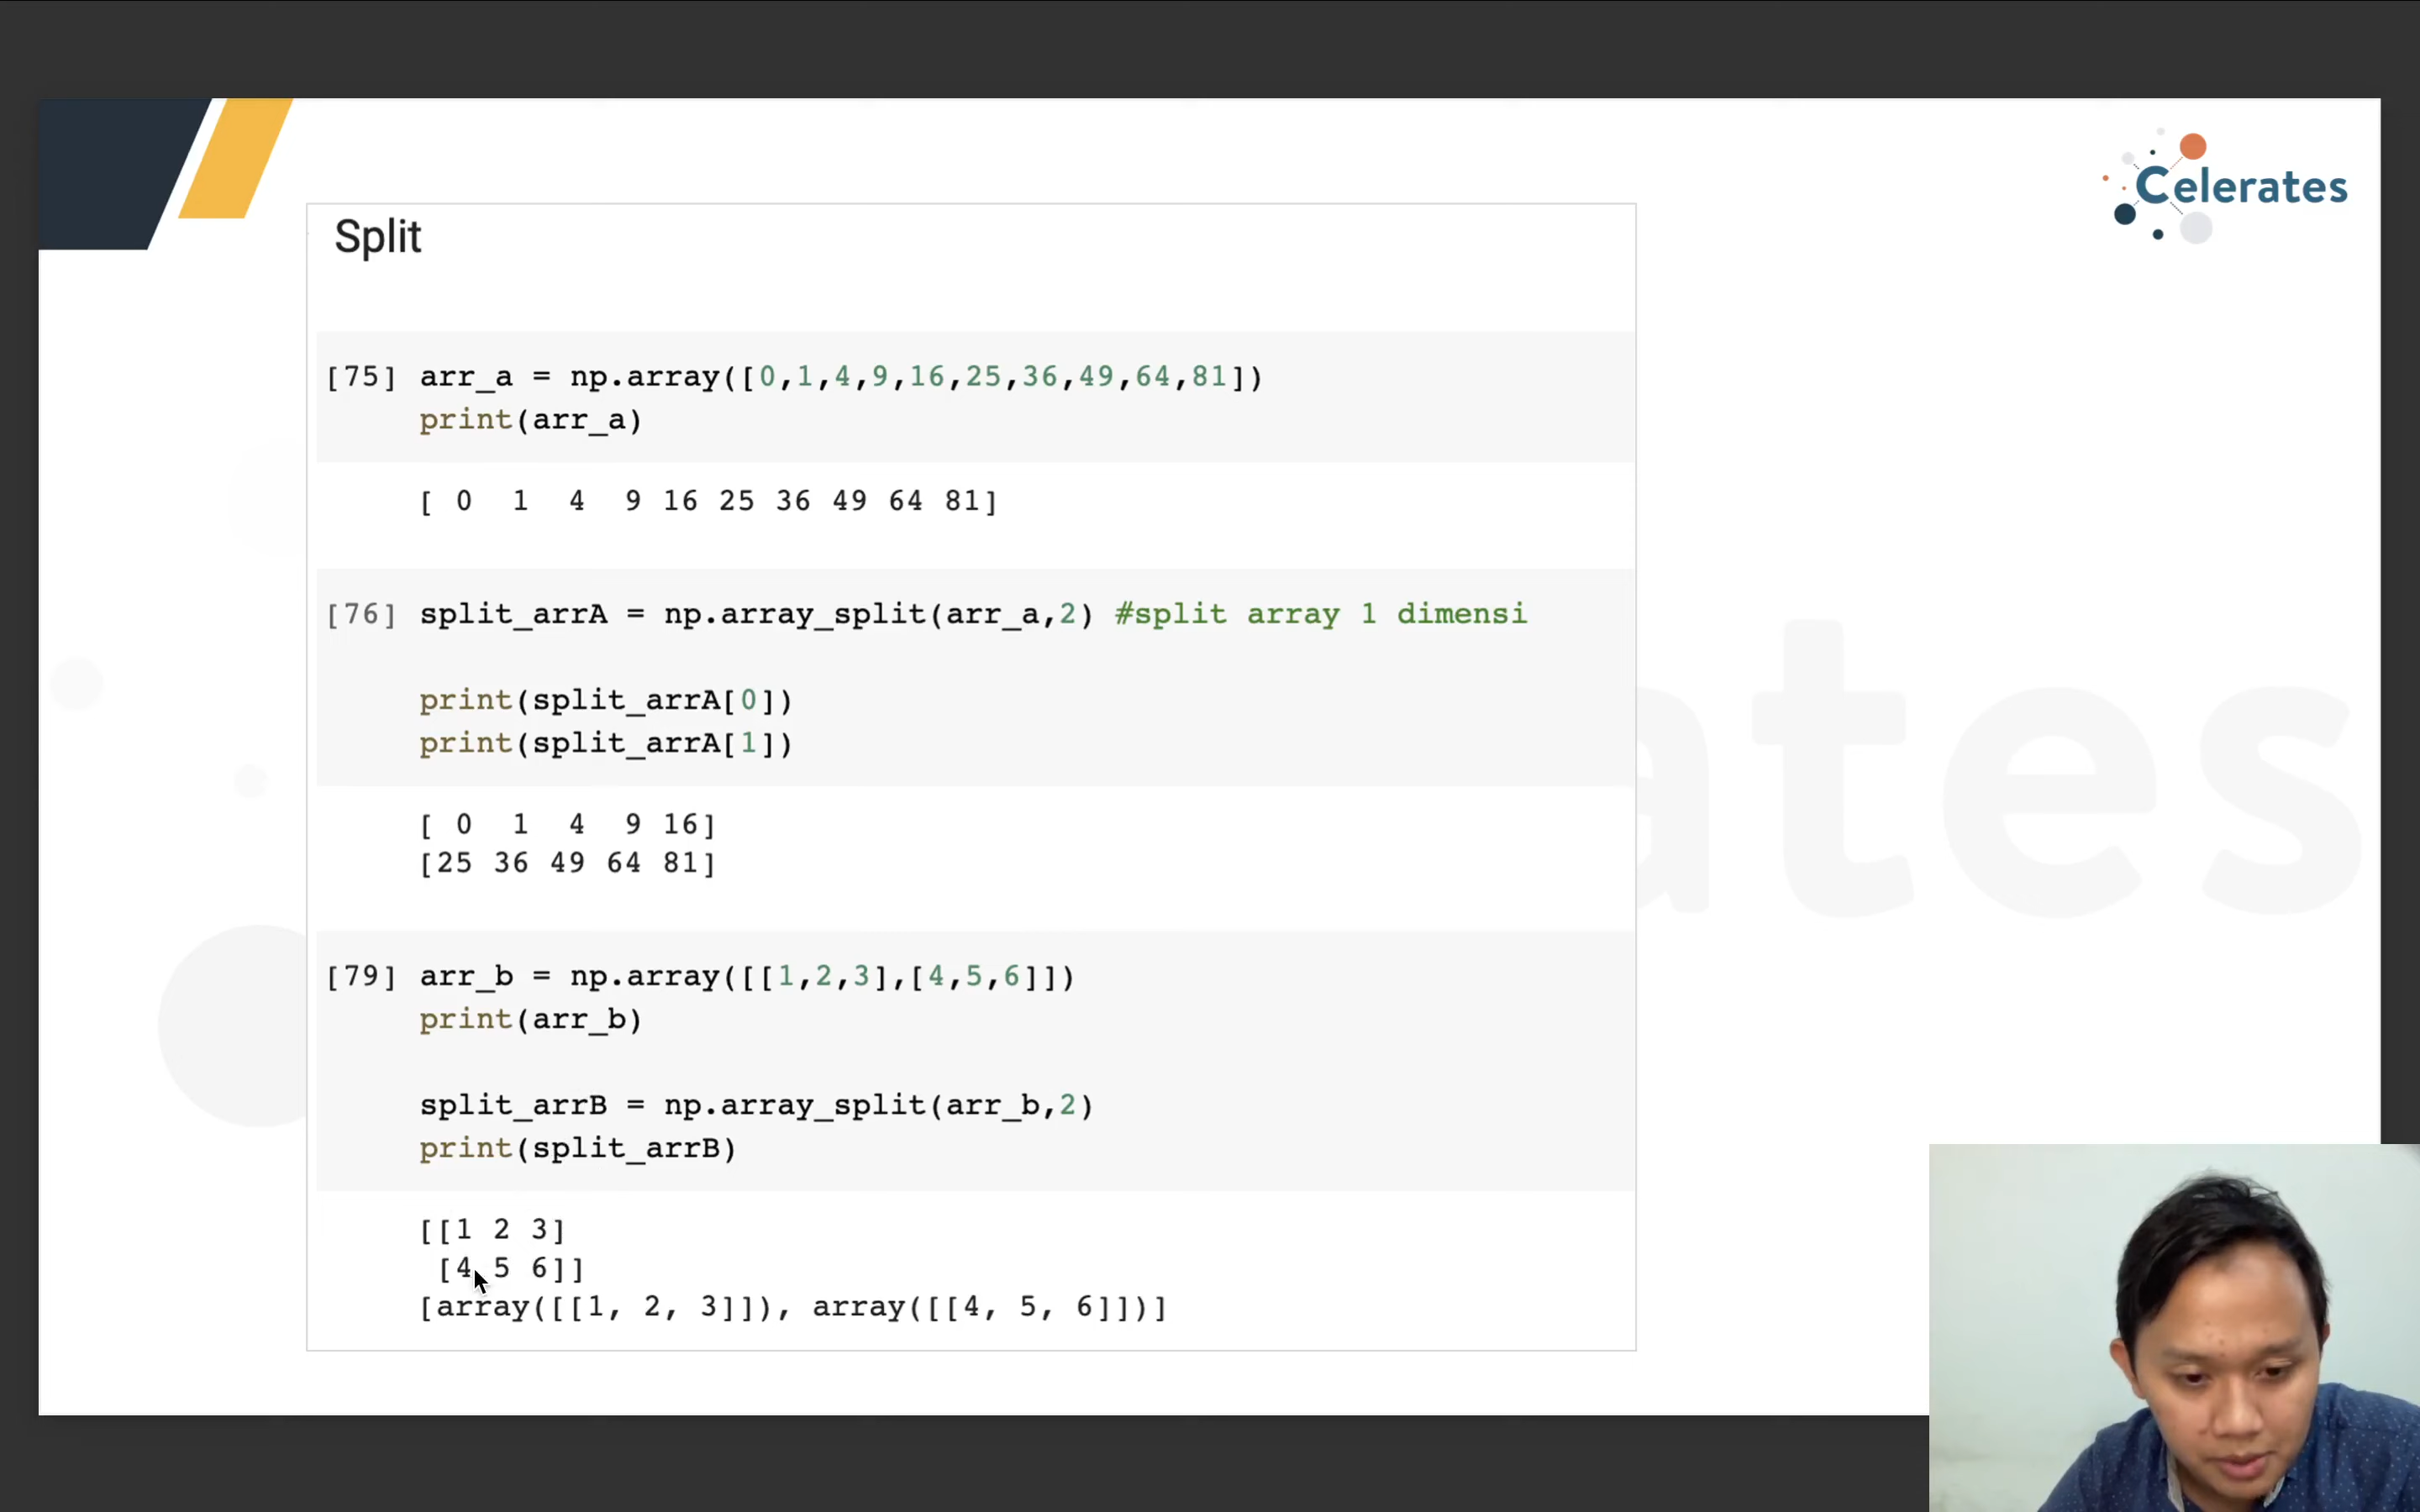 Celerates
Split
[75] arr_a = np.array([0,1,4,9,16,25,36,49,64,81])
print(arr_a)
[ 0 1 4 9 16 25 36 49 64 81]
[76] split_arrA = np.array_split(arr_a,2) #split array 1 dimensi
print(split_arrA[0])
print(split_arrA[1])
[ 0 1 4 9 16]
[25 36 49 64 81]
[79] arr_b = np.array([[1,2,3],[4,5,6]])
print(arr_b)
split_arrB = np.array_split(arr_b,2)
print(split_arrB)
[[1 2 3]
[4 5 6]]
[array([[1, 2, 3]]), array([[4, 5, 6]])]
ates